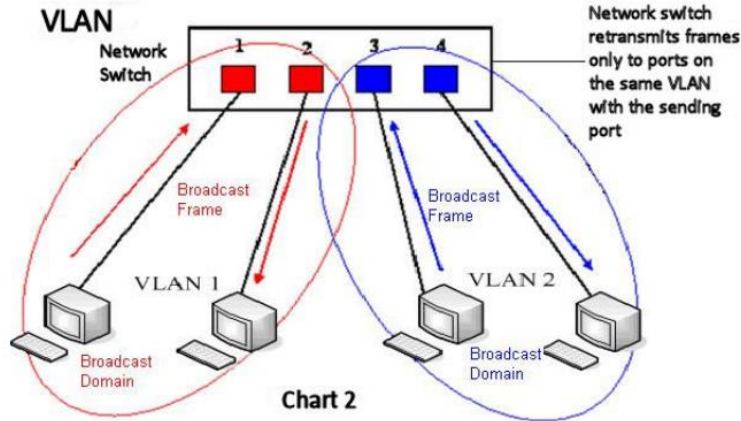 VLAN
Network
Switch
1 2 3 4
Network switch
retransmits frames
only to ports on
the same VLAN
with the sending
port
Broadcast
Frame
Broadcast
Frame
VLAN 1
VLAN 2
Broadcast
Domain
Broadcast
Domain
Chart 2